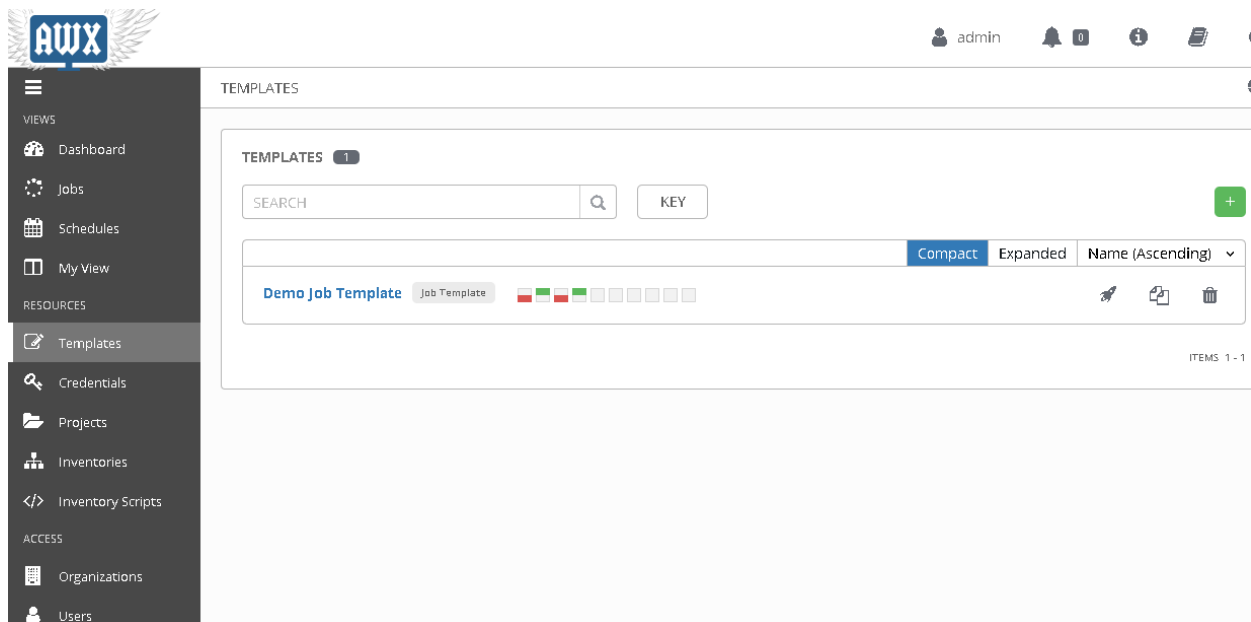 AWX
admin
0
TEMPLATES
VIEWS
Dashboard
Jobs
Schedules
My View
RESOURCES
Templates
Credentials
Projects
Inventories
Inventory Scripts
ACCESS
Organizations
Users
TEMPLATES 1
SEARCH
KEY
+
Compact Expanded Name (Ascending)
Demo Job Template Job Template
ITEMS 1 - 1